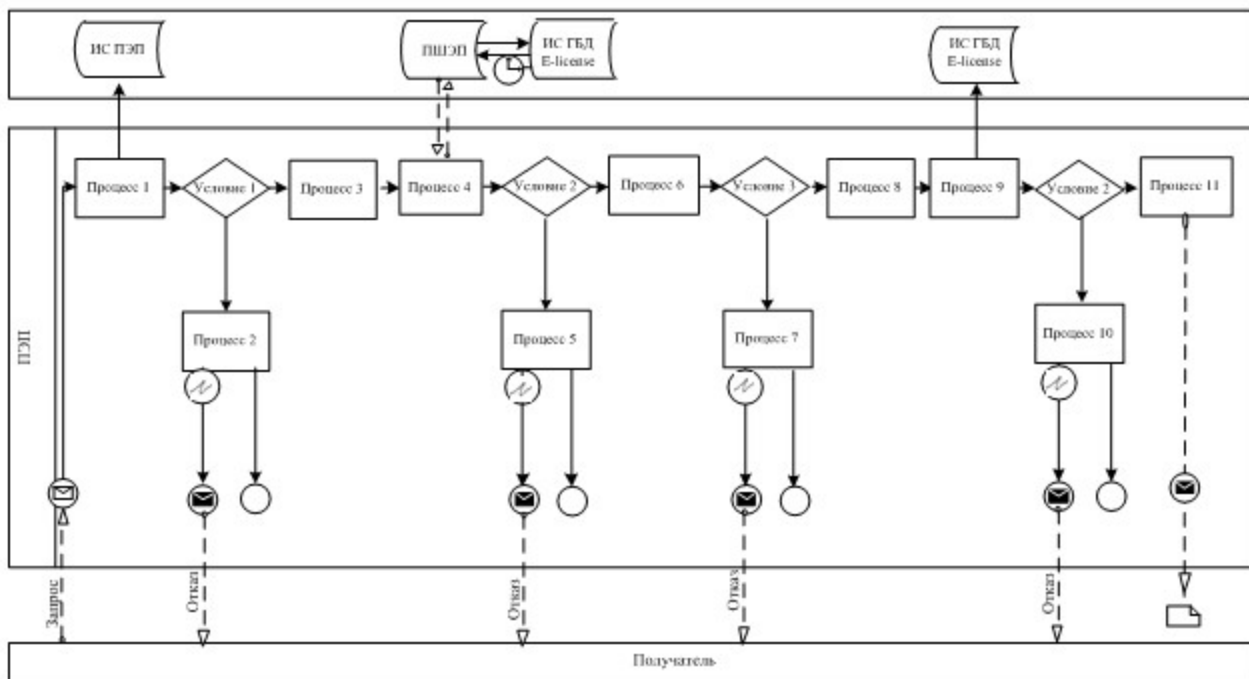 ИС ПЭП
ПШЭП
ИС ГБД
E-license
ИС ГБД
E-license
Процесс 1
Условие 1
Процесс 3
Процесс 4
Условие 2
Процесс 6
Условие 3
Процесс 8
Процесс 9
Условие 2
Процесс 11
Процесс 2
Процесс 5
Процесс 7
Процесс 10
ПЭП
Запрос
Отказ
Отказ
Отказ
Отказ
Получатель